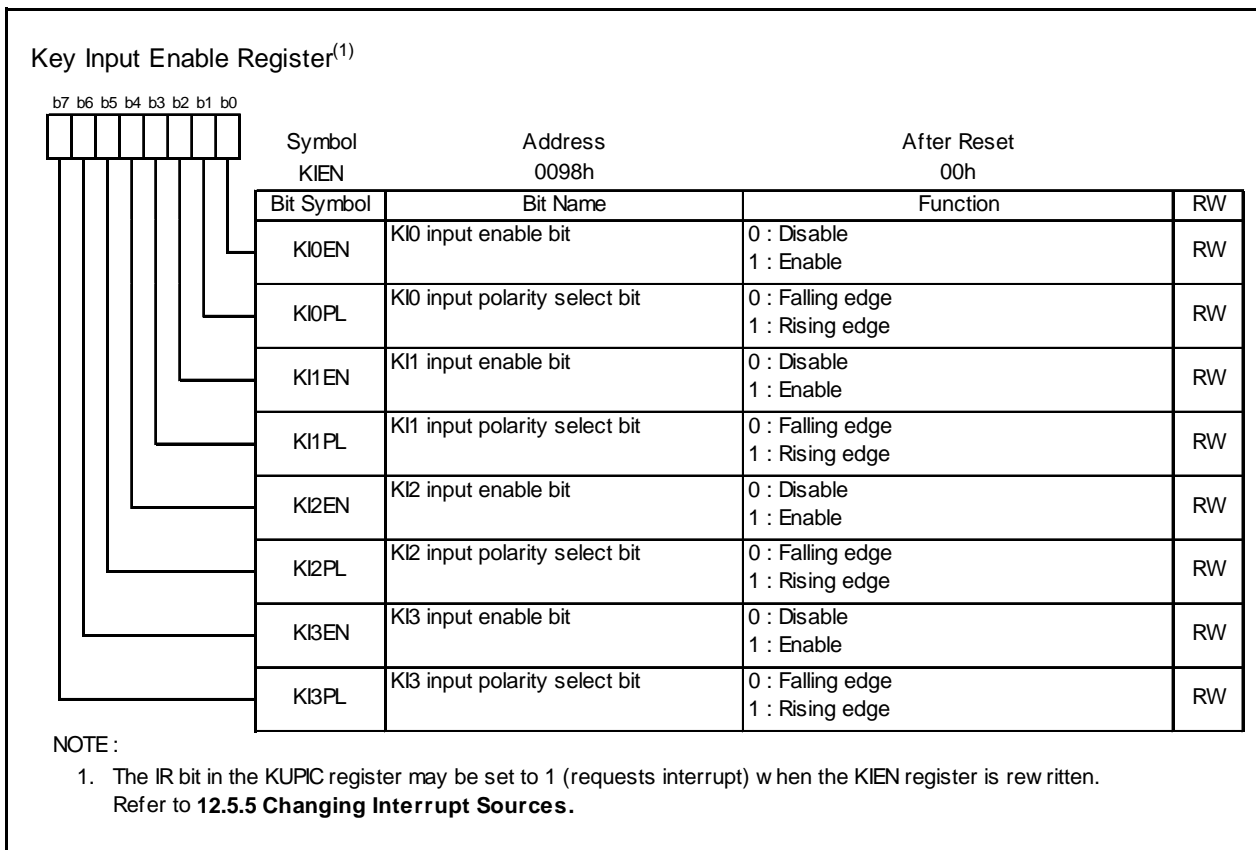 Key Input Enable Register(1)
b7 b6 b5 b4 b3 b2 b1 b0
Symbol Address After Reset
KIEN 0098h 00h
Bit Symbol Bit Name Function RW
KI0EN KI0 input enable bit 0 : Disable RW
1 : Enable
KI0PL KI0 input polarity select bit 0 : Falling edge RW
1 : Rising edge
KI1EN KI1 input enable bit 0 : Disable RW
1 : Enable
KI1PL KI1 input polarity select bit 0 : Falling edge RW
1 : Rising edge
KI2EN KI2 input enable bit 0 : Disable RW
1 : Enable
KI2PL KI2 input polarity select bit 0 : Falling edge RW
1 : Rising edge
KI3EN KI3 input enable bit 0 : Disable RW
1 : Enable
KI3PL KI3 input polarity select bit 0 : Falling edge RW
1 : Rising edge
NOTE :
1. The IR bit in the KUPIC register may be set to 1 (requests interrupt) when the KIEN register is rewritten.
Refer to 12.5.5 Changing Interrupt Sources.